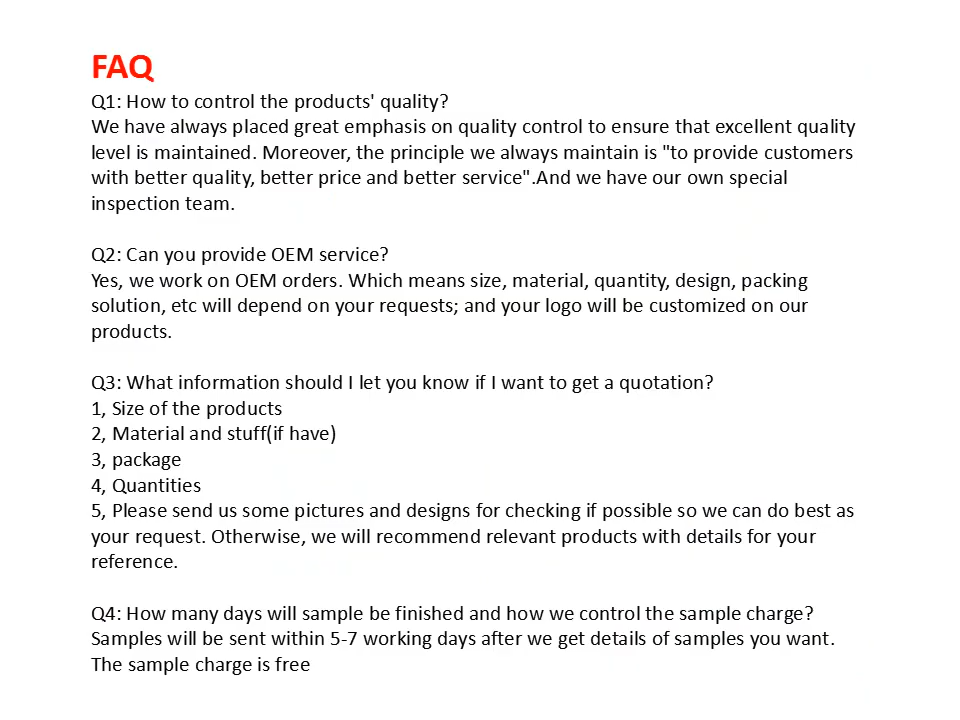 FAQ
Q1: How to control the products' quality?
We have always placed great emphasis on quality control to ensure that excellent quality
level is maintained. Moreover, the principle we always maintain is "to provide customers
with better quality, better price and better service".And we have our own special
inspection team.
Q2: Can you provide OEM service?
Yes, we work on OEM orders. Which means size, material, quantity, design, packing
solution, etc will depend on your requests; and your logo will be customized on our
products.
Q3: What information should I let you know if I want to get a quotation?
1, Size of the products
2, Material and stuff(if have)
3, package
4, Quantities
5, Please send us some pictures and designs for checking if possible so we can do best as
your request. Otherwise, we will recommend relevant products with details for your
reference.
Q4: How many days will sample be finished and how we control the sample charge?
Samples will be sent within 5-7 working days after we get details of samples you want.
The sample charge is free